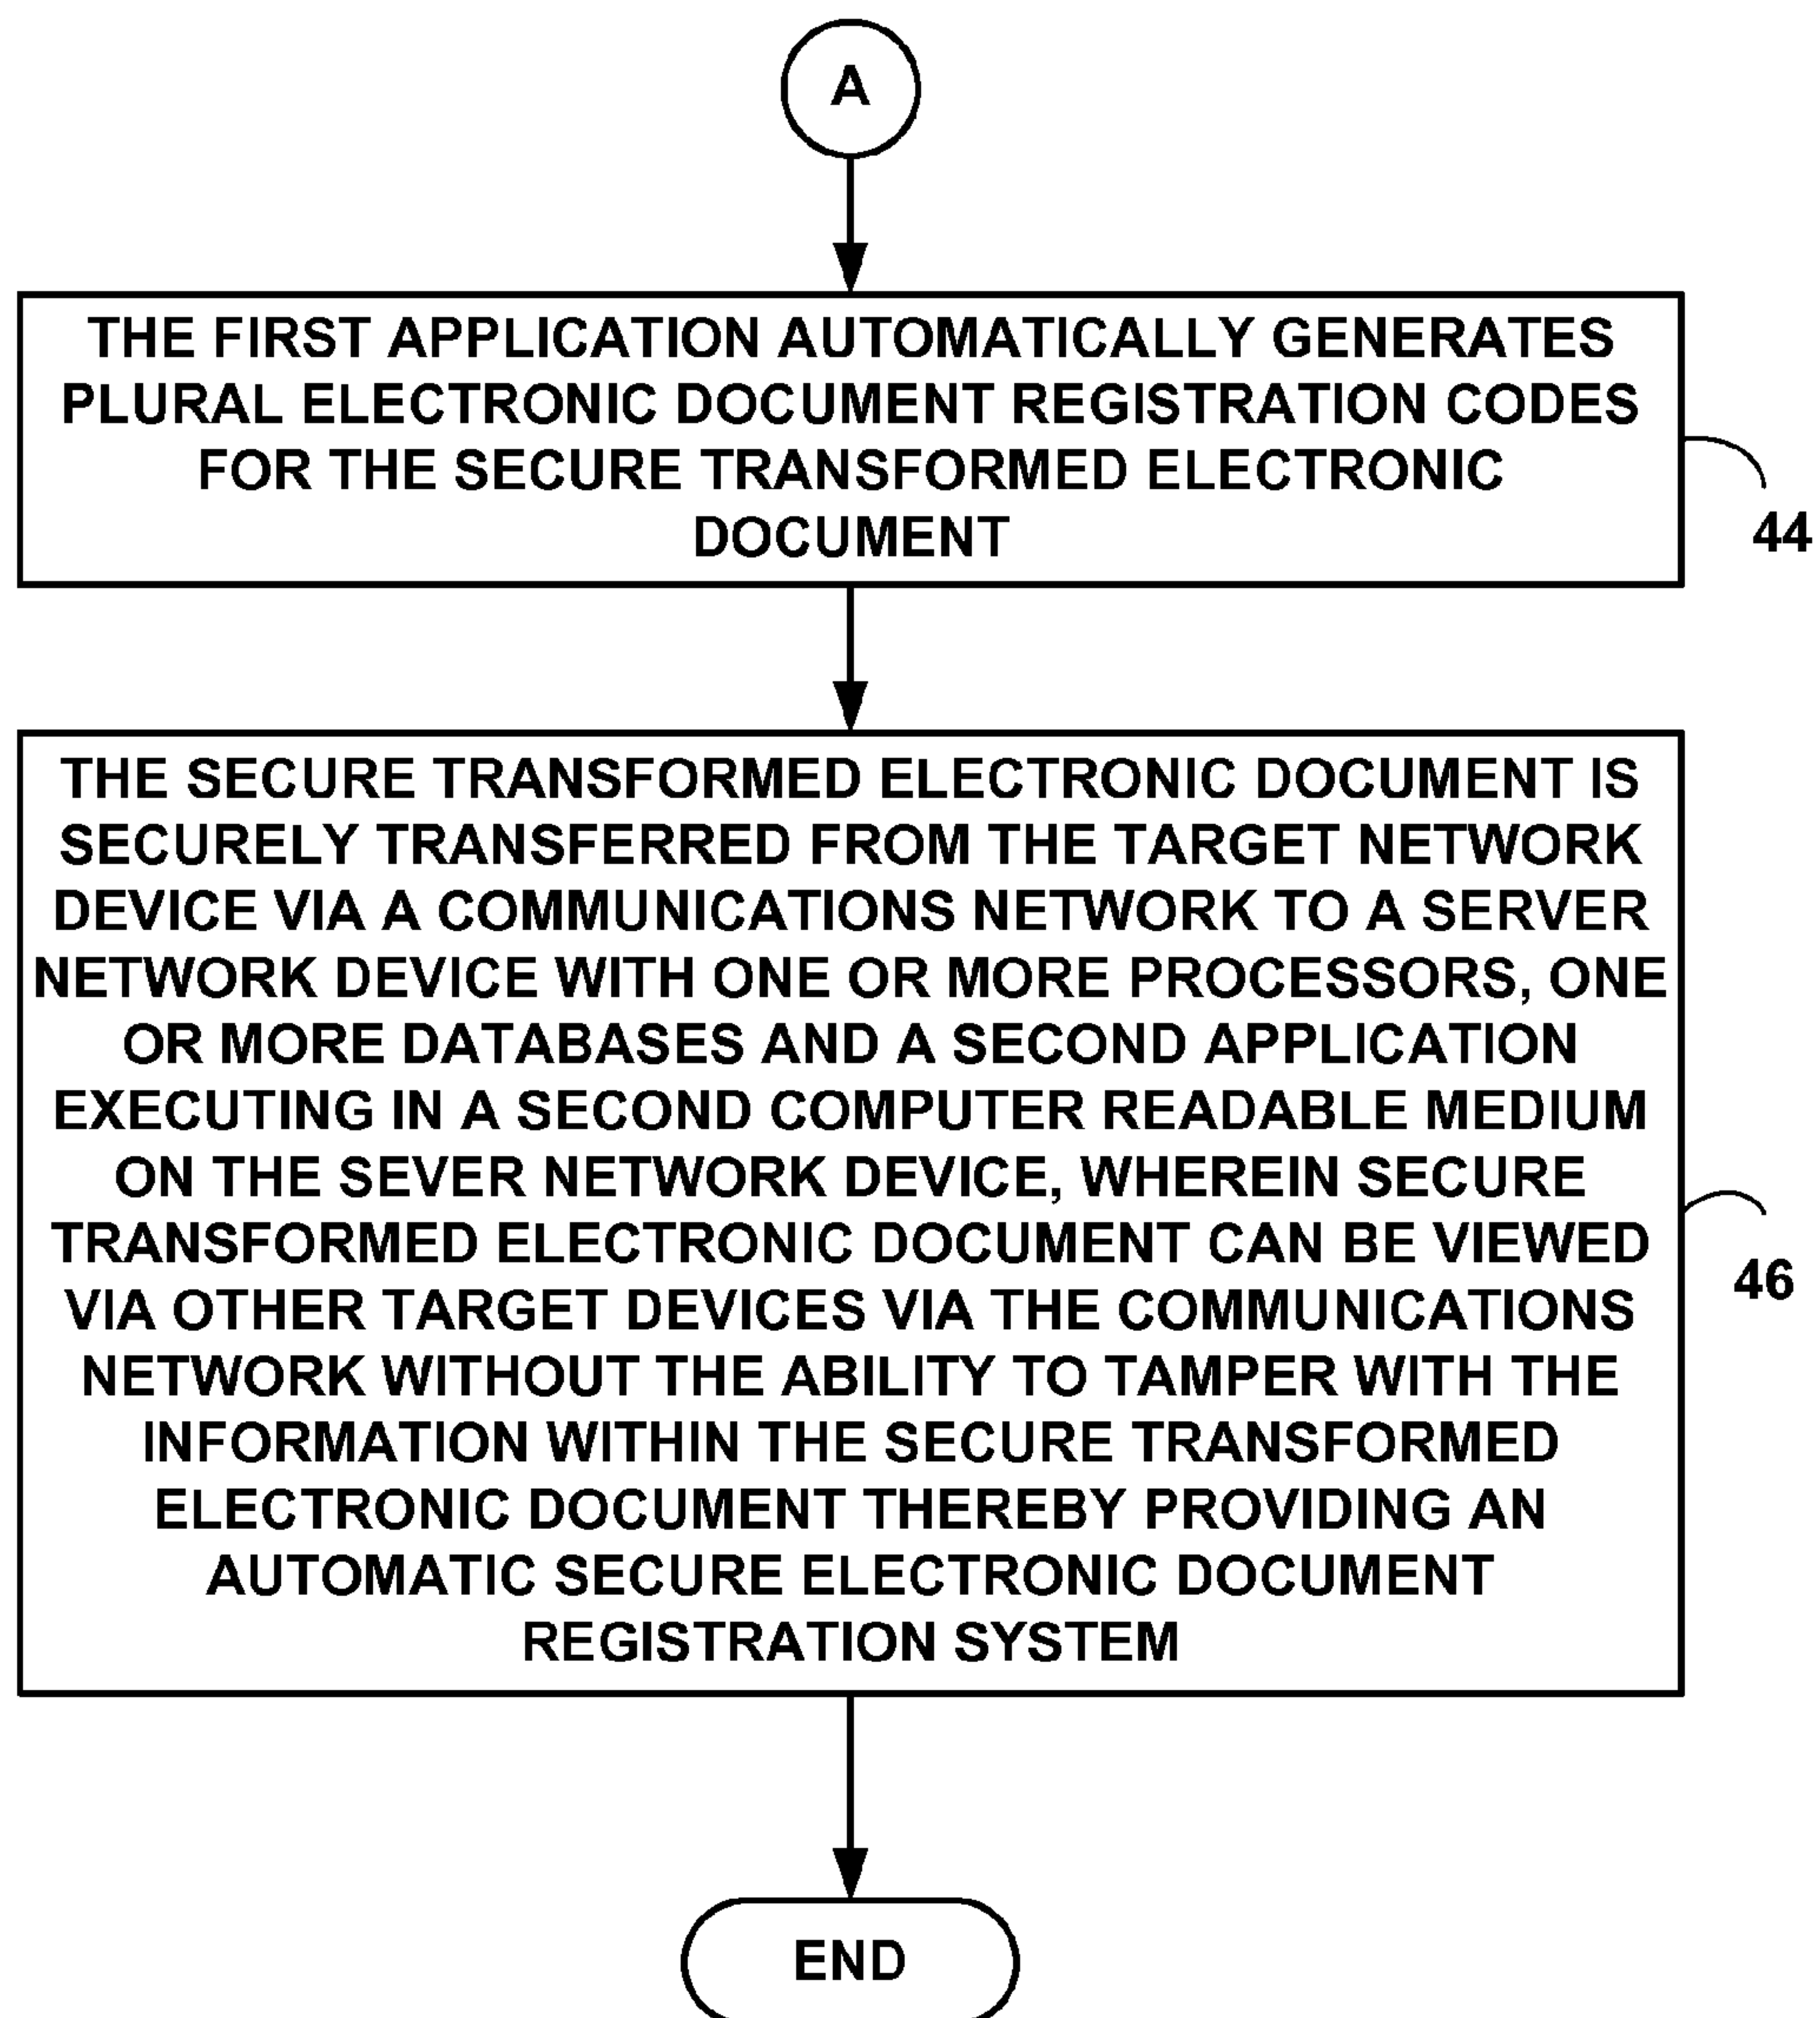 A
THE FIRST APPLICATION AUTOMATICALLY GENERATES
PLURAL ELECTRONIC DOCUMENT REGISTRATION CODES
FOR THE SECURE TRANSFORMED ELECTRONIC
DOCUMENT
44
THE SECURE TRANSFORMED ELECTRONIC DOCUMENT IS
SECURELY TRANSFERRED FROM THE TARGET NETWORK
DEVICE VIA A COMMUNICATIONS NETWORK TO A SERVER
NETWORK DEVICE WITH ONE OR MORE PROCESSORS, ONE
OR MORE DATABASES AND A SECOND APPLICATION
EXECUTING IN A SECOND COMPUTER READABLE MEDIUM
ON THE SEVER NETWORK DEVICE, WHEREIN SECURE
TRANSFORMED ELECTRONIC DOCUMENT CAN BE VIEWED
VIA OTHER TARGET DEVICES VIA THE COMMUNICATIONS
NETWORK WITHOUT THE ABILITY TO TAMPER WITH THE
INFORMATION WITHIN THE SECURE TRANSFORMED
ELECTRONIC DOCUMENT THEREBY PROVIDING AN
AUTOMATIC SECURE ELECTRONIC DOCUMENT
REGISTRATION SYSTEM
46
END